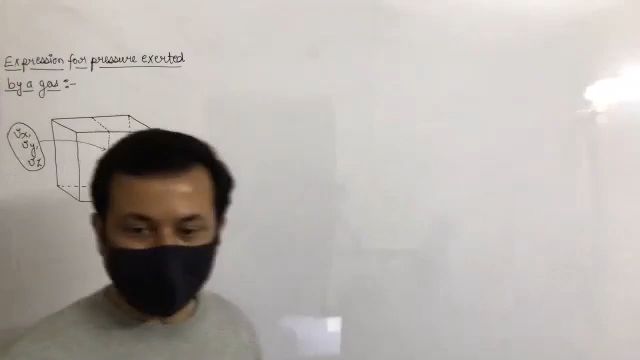 Expression for pressure exerted
by a gas :-
vx,
vy,
vz